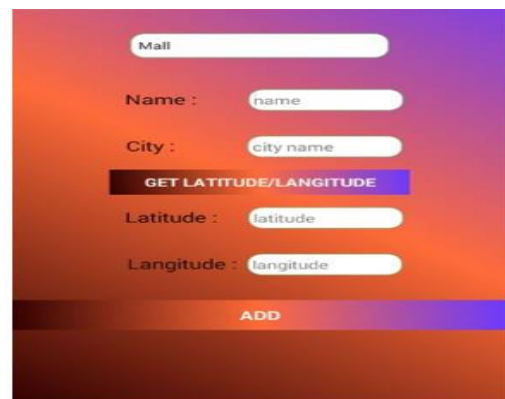 Mall
Name : name
City : city name
GET LATITUDE/LANGITUDE
Latitude : latitude
Langitude : langitude
ADD